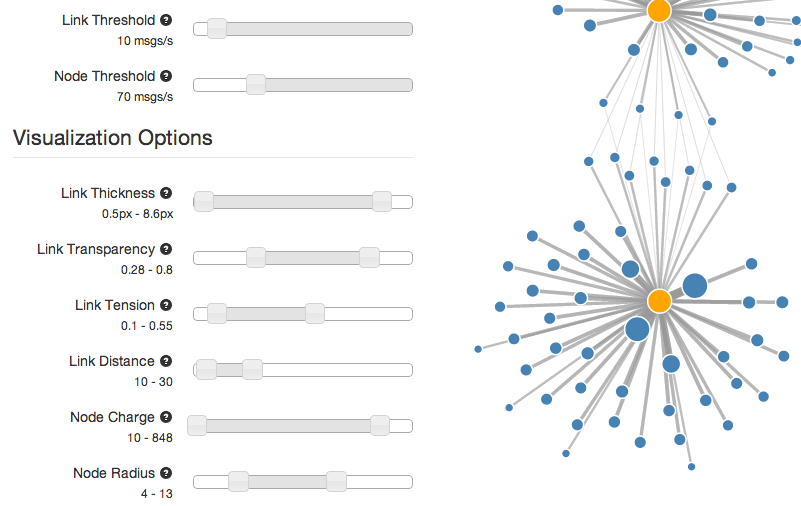 Link Threshold ?
10 msgs/s
Node Threshold ?
70 msgs/s
Visualization Options
Link Thickness ?
0.5px - 8.6px
Link Transparency ?
0.28 - 0.8
Link Tension ?
0.1 - 0.55
Link Distance ?
10 - 30
Node Charge ?
10 - 848
Node Radius ?
4 - 13